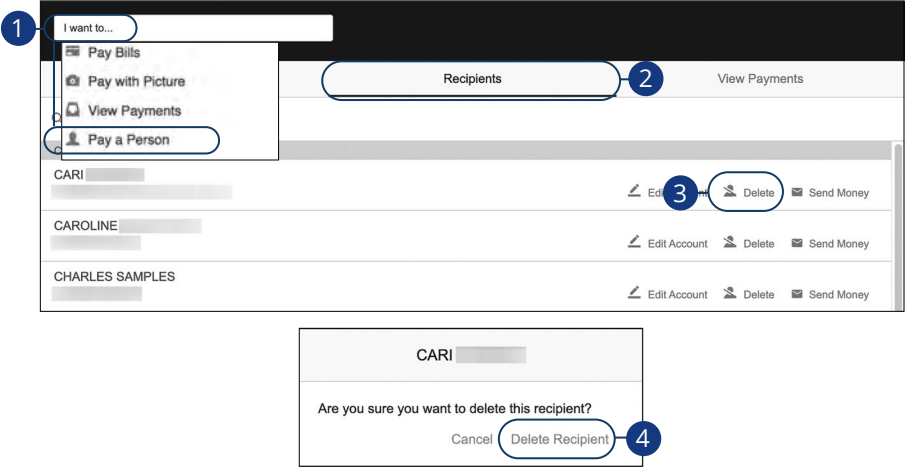 1
I want to...
Pay Bills
Pay with Picture
View Payments
Pay a Person
Recipients
2
View Payments
CARI
3
Delete
Send Money
CAROLINE
Edit Account
Delete
Send Money
CHARLES SAMPLES
Edit Account
Delete
Send Money
CARI
Are you sure you want to delete this recipient?
Cancel
Delete Recipient
4